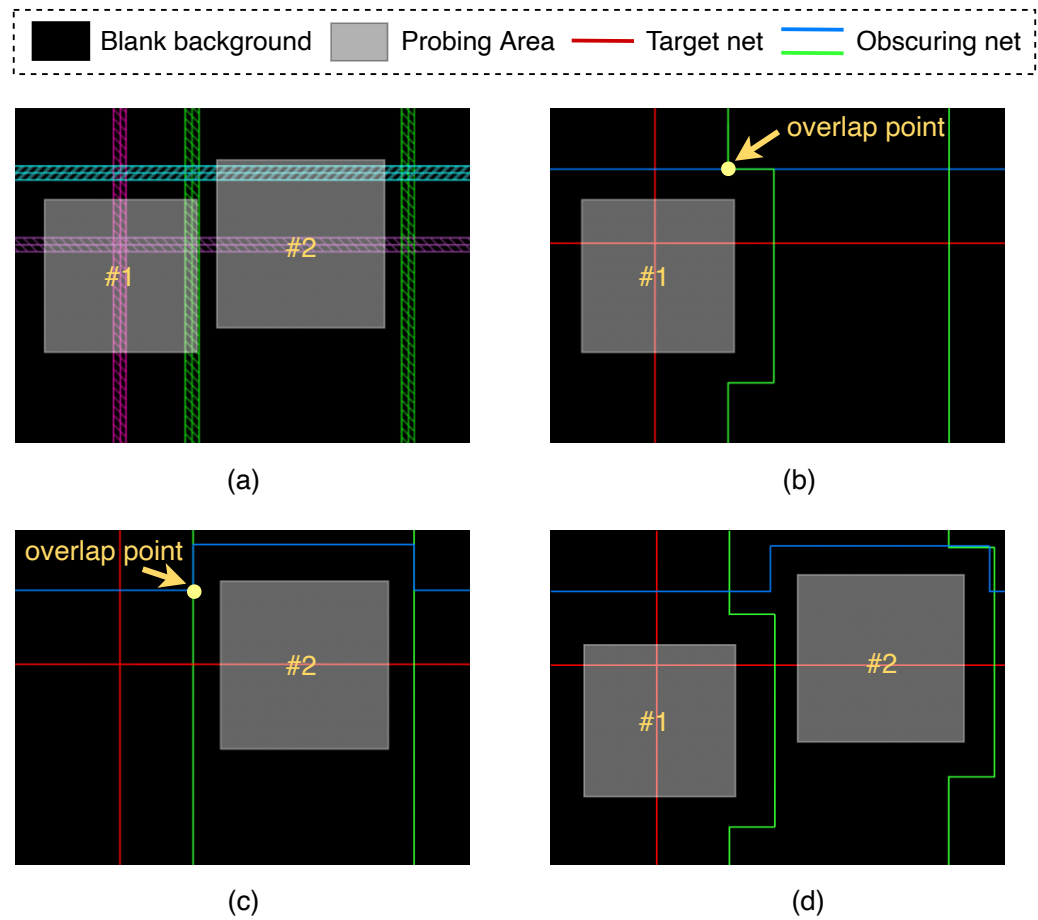 Blank background Probing Area Target net Obscuring net
#1
#2
(a)
overlap point
#1
(b)
overlap point
#2
(c)
#1
#2
(d)